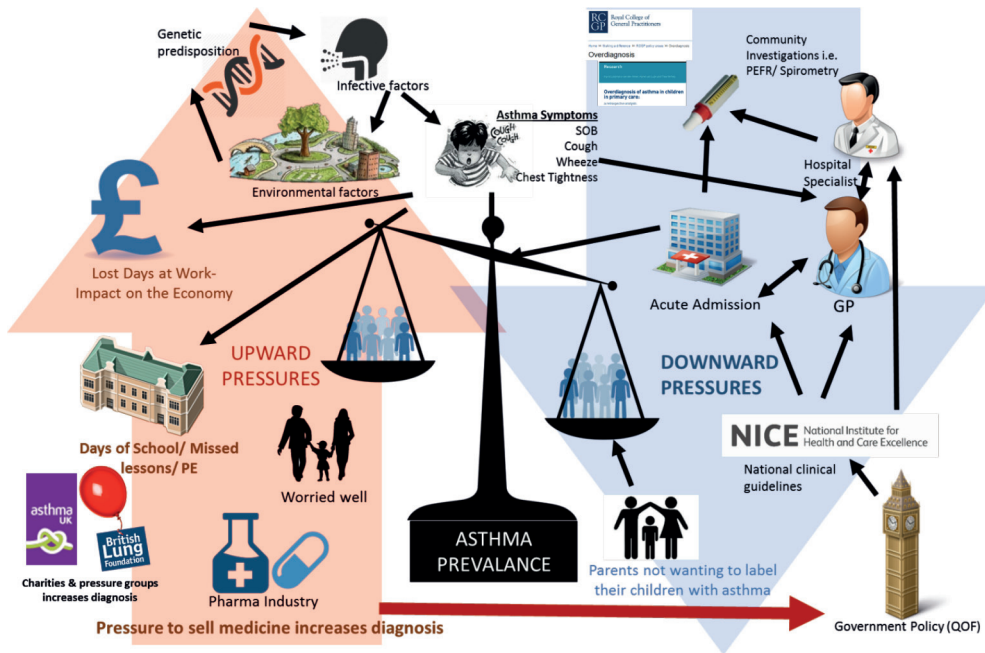 Genetic
predisposition
Infective factors
COUGH
COUGH
Environmental factors
Asthma Symptoms
SOB
Cough
Wheeze
Chest Tightness
£
Lost Days at Work-
Impact on the Economy
UPWARD
PRESSURES
Days of School/ Missed
lessons/ PE
Worried well
asthma
UK
British
Lung
Foundation
Charities & pressure groups
increases diagnosis
Pharma Industry
Pressure to sell medicine increases diagnosis
ASTHMA
PREVALANCE
RC
GP
Royal College of
General Practitioners
Overdiagnosis
Research
Overdiagnosis of asthma in children
in primary care:
Community
Investigations i.e.
PEFR/ Spirometry
Hospital
Specialist
Acute Admission
GP
DOWNWARD
PRESSURES
NICE National Institute for
Health and Care Excellence
National clinical
guidelines
Parents not wanting to label
their children with asthma
Government Policy (QOF)